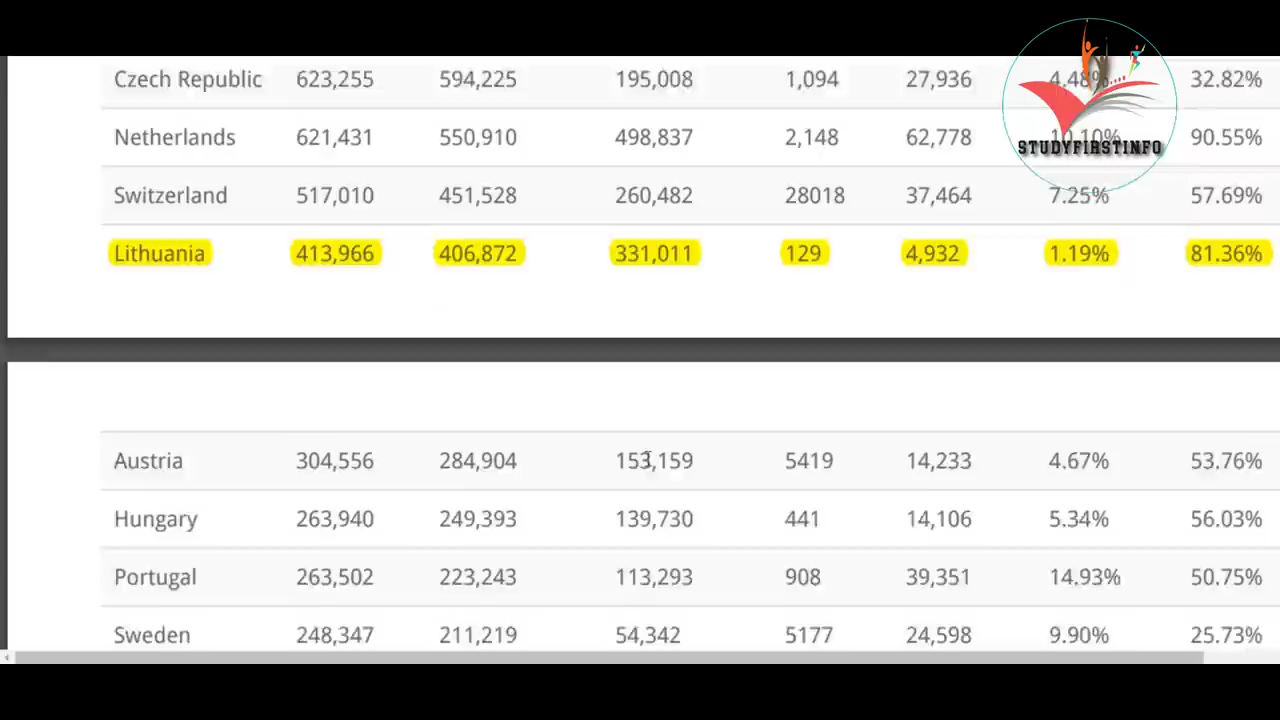 Czech Republic 623,255 594,225 195,008 1,094 27,936 4.48% 32.82%
Netherlands 621,431 550,910 498,837 2,148 62,778 10.10% 90.55%
STUDYFIRSTINFO
Switzerland 517,010 451,528 260,482 28018 37,464 7.25% 57.69%
Lithuania 413,966 406,872 331,011 129 4,932 1.19% 81.36%
Austria 304,556 284,904 153,159 5419 14,233 4.67% 53.76%
Hungary 263,940 249,393 139,730 441 14,106 5.34% 56.03%
Portugal 263,502 223,243 113,293 908 39,351 14.93% 50.75%
Sweden 248,347 211,219 54,342 5177 24,598 9.90% 25.73%